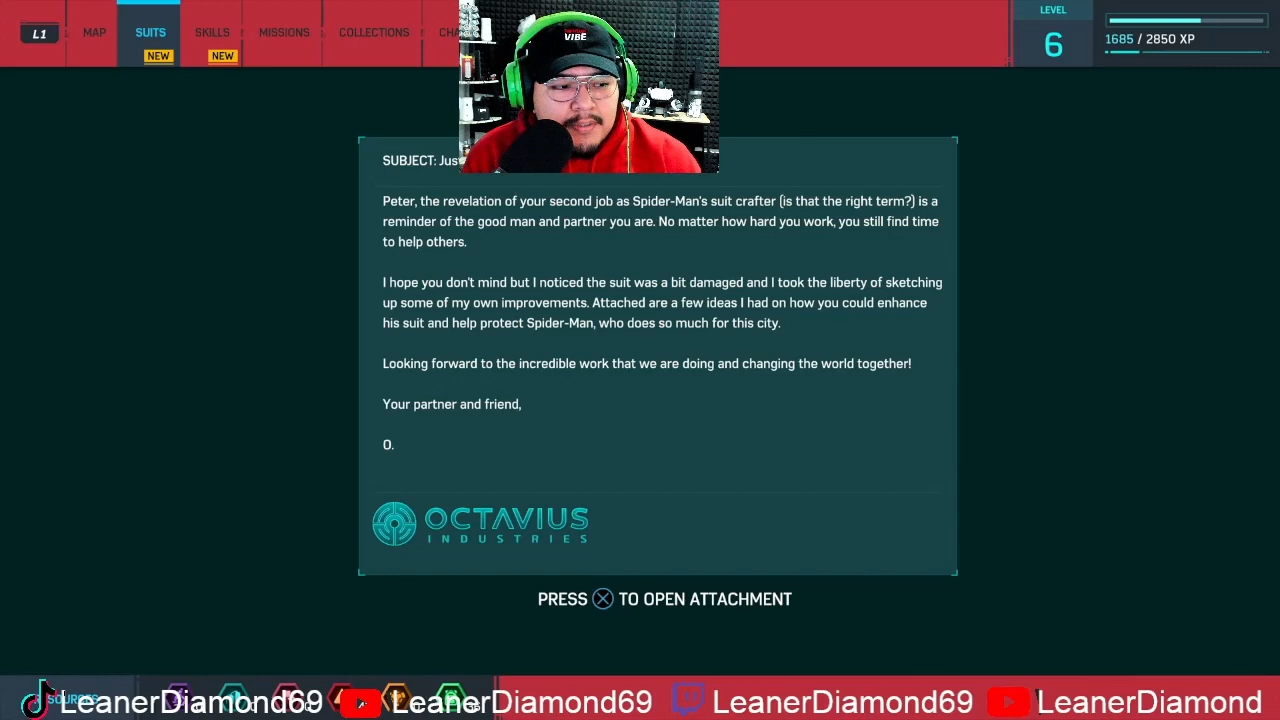 L1
MAP
SUITS
NEW
SKILLS
NEW
MISSIONS
COLLECTIONS
LEVEL
6
1685 / 2850 XP
VIBE
SUBJECT: Jus
Peter, the revelation of your second job as Spider-Man's suit crafter (is that the right term?) is a
reminder of the good man and partner you are. No matter how hard you work, you still find time
to help others.
I hope you don't mind but I noticed the suit was a bit damaged and I took the liberty of sketching
up some of my own improvements. Attached are a few ideas I had on how you could enhance
his suit and help protect Spider-Man, who does so much for this city.
Looking forward to the incredible work that we are doing and changing the world together!
Your partner and friend,
O.
OCTAVIUS
INDUSTRIES
PRESS ⓧ TO OPEN ATTACHMENT
LeanerDiamond69 LeanerDiamond69 LeanerDiamond69 LeanerDiamond